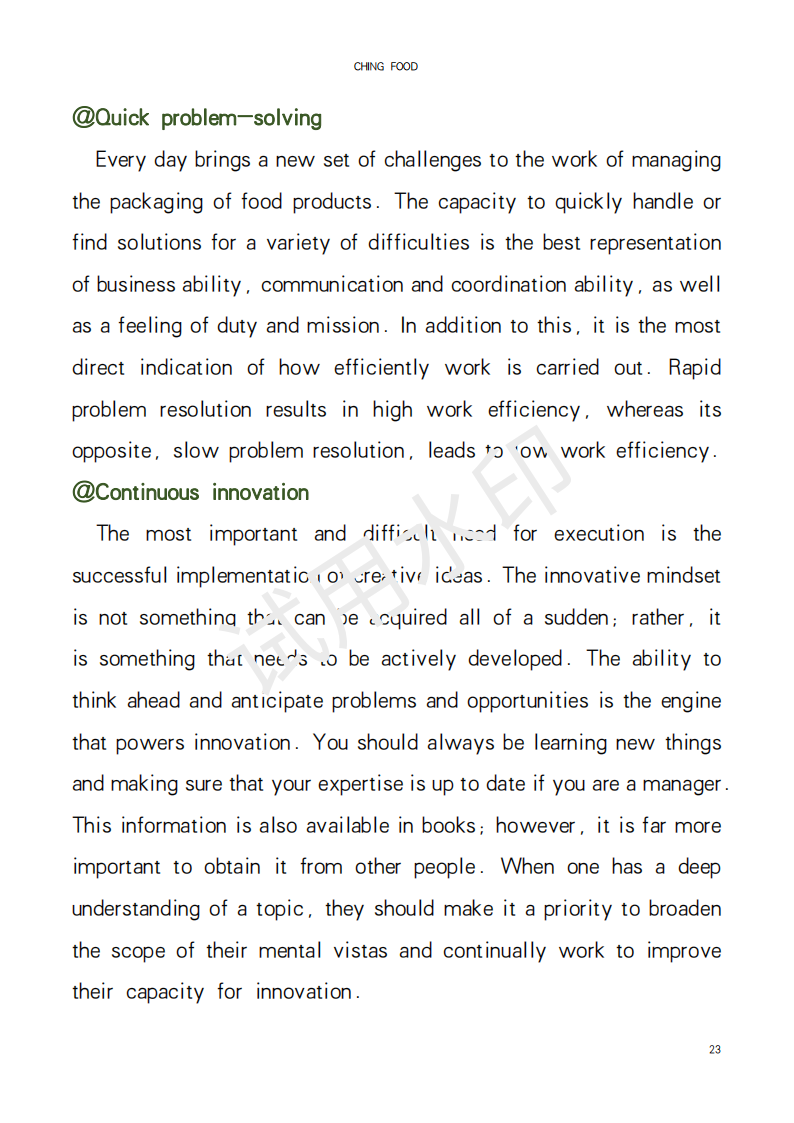 CHING FOOD
@Quick problem-solving
Every day brings a new set of challenges to the work of managing
the packaging of food products. The capacity to quickly handle or
find solutions for a variety of difficulties is the best representation
of business ability, communication and coordination ability, as well
as a feeling of duty and mission. In addition to this, it is the most
direct indication of how efficiently work is carried out. Rapid
problem resolution results in high work efficiency, whereas its
opposite, slow problem resolution, leads to low work efficiency.
@Continuous innovation
The most important and difficult need for execution is the
successful implementation of creative ideas. The innovative mindset
is not something that can be acquired all of a sudden; rather, it
is something that needs to be actively developed. The ability to
think ahead and anticipate problems and opportunities is the engine
that powers innovation. You should always be learning new things
and making sure that your expertise is up to date if you are a manager.
This information is also available in books; however, it is far more
important to obtain it from other people. When one has a deep
understanding of a topic, they should make it a priority to broaden
the scope of their mental vistas and continually work to improve
their capacity for innovation.
试用水印
23